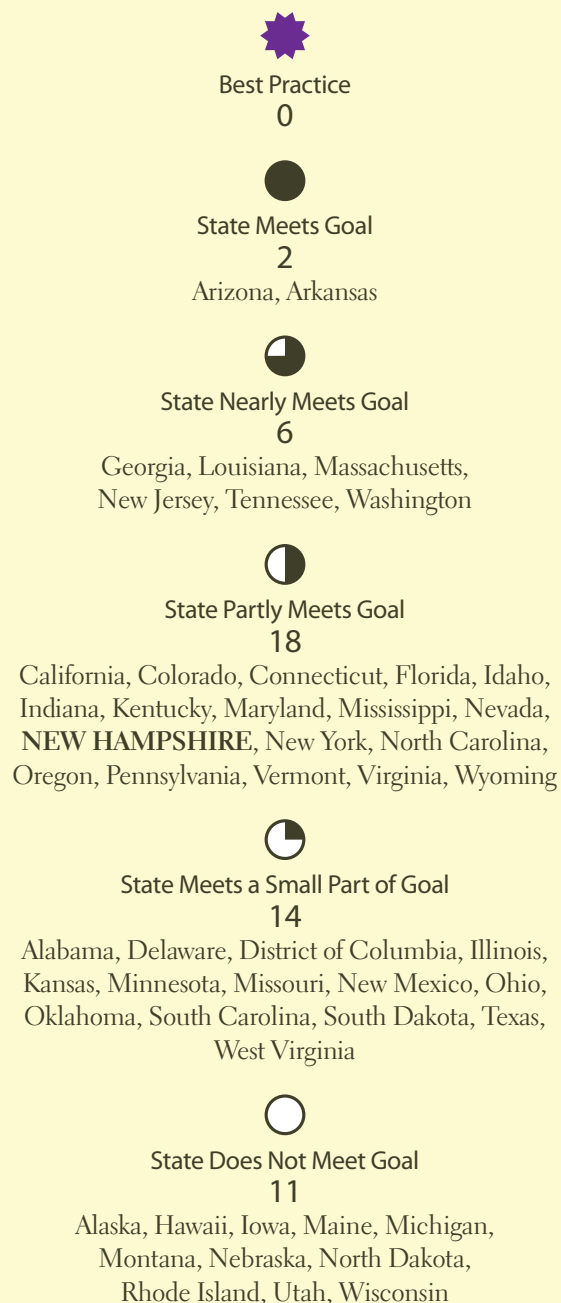 Best Practice
0
State Meets Goal
2
Arizona, Arkansas
State Nearly Meets Goal
6
Georgia, Louisiana, Massachusetts,
New Jersey, Tennessee, Washington
State Partly Meets Goal
18
California, Colorado, Connecticut, Florida, Idaho,
Indiana, Kentucky, Maryland, Mississippi, Nevada,
NEW HAMPSHIRE, New York, North Carolina,
Oregon, Pennsylvania, Vermont, Virginia, Wyoming
State Meets a Small Part of Goal
14
Alabama, Delaware, District of Columbia, Illinois,
Kansas, Minnesota, Missouri, New Mexico, Ohio,
Oklahoma, South Carolina, South Dakota, Texas,
West Virginia
State Does Not Meet Goal
11
Alaska, Hawaii, Iowa, Maine, Michigan,
Montana, Nebraska, North Dakota,
Rhode Island, Utah, Wisconsin